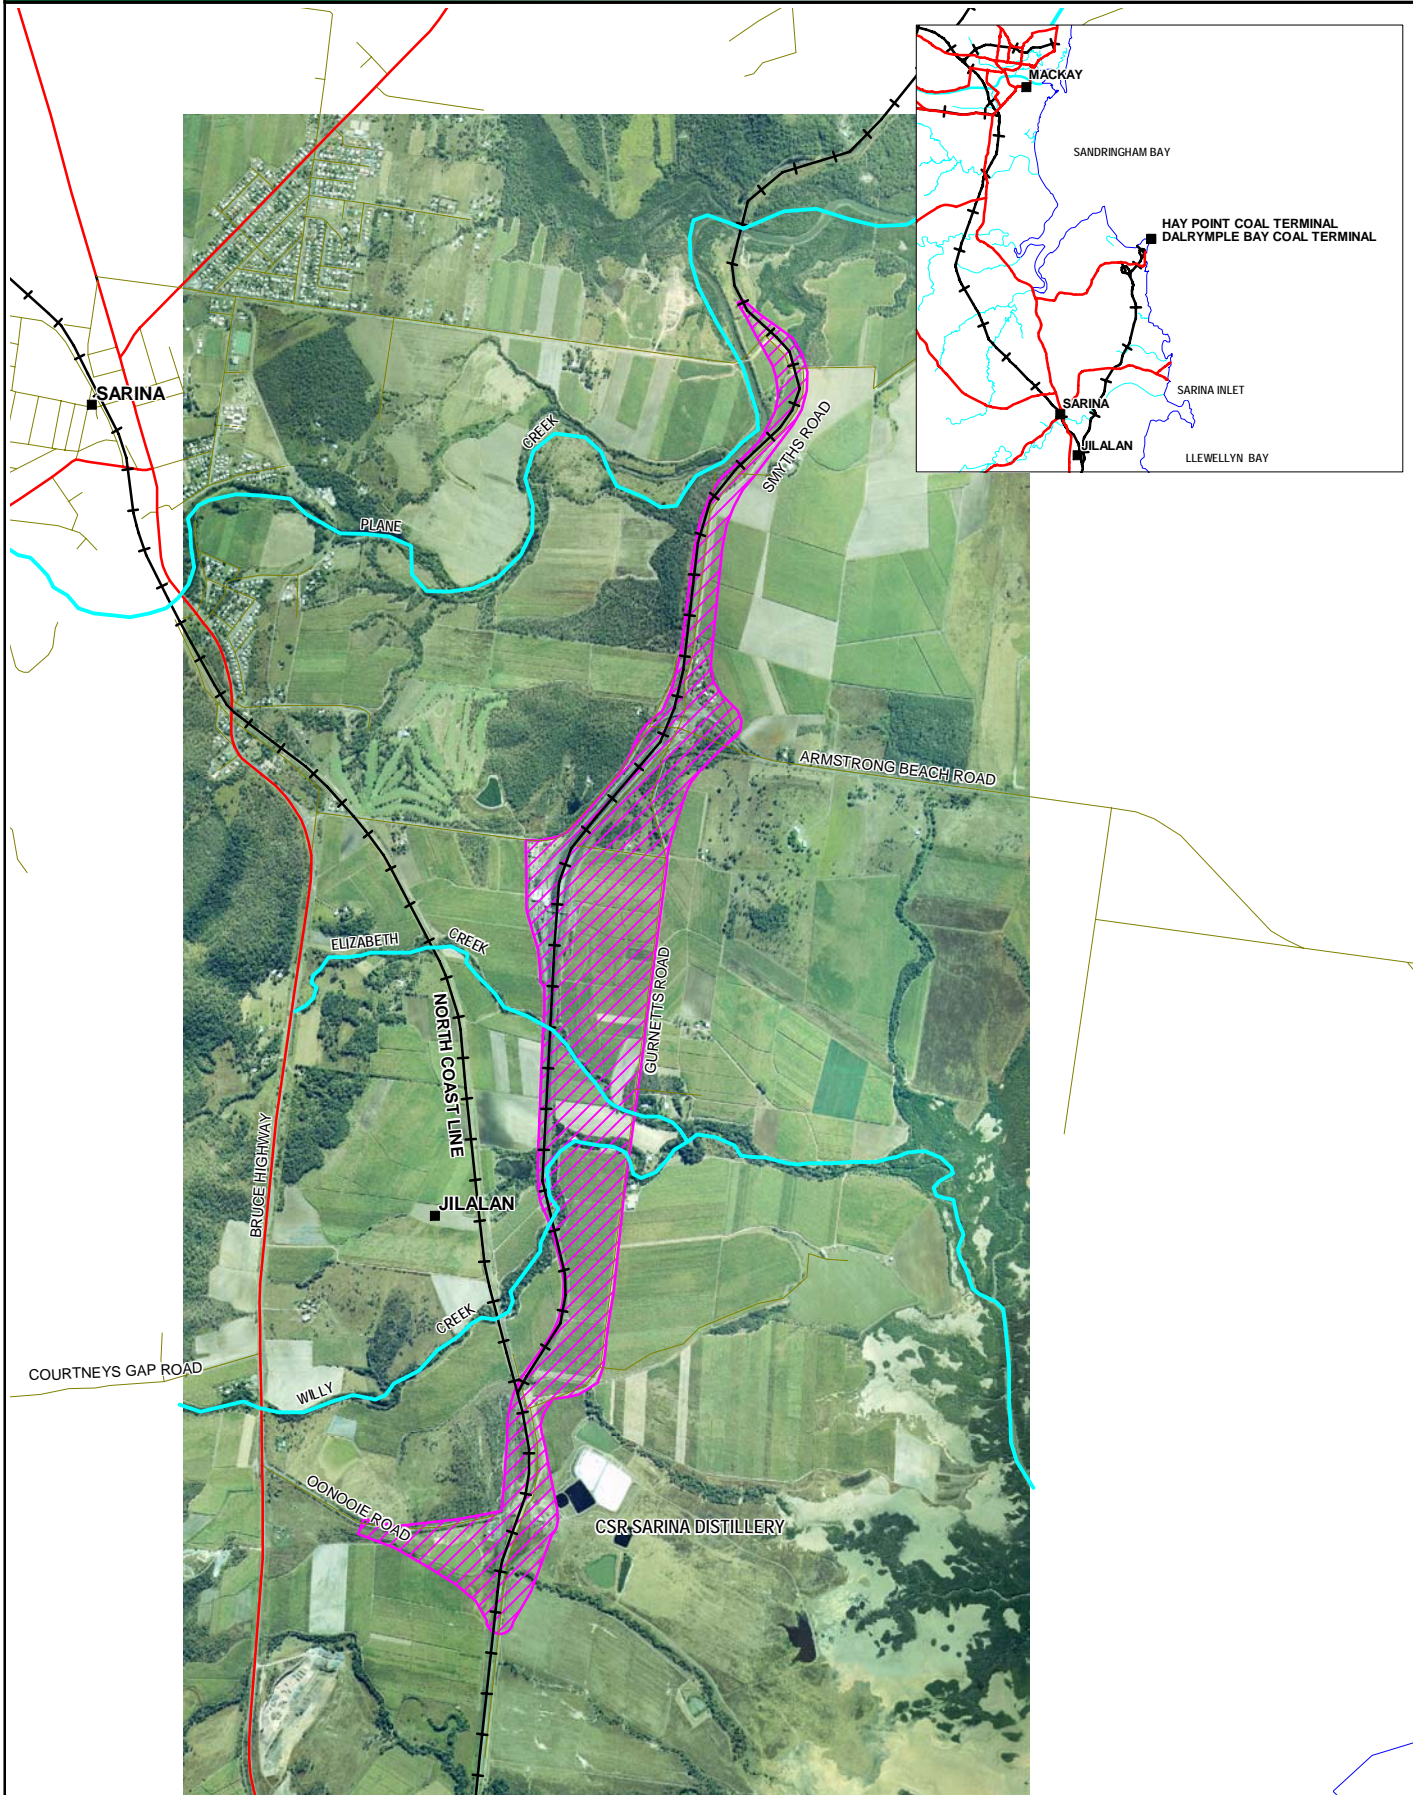 MACKAY
SANDRINGHAM BAY
HAY POINT COAL TERMINAL
DALRYMPLE BAY COAL TERMINAL
SARINA INLET
SARINA
JILALAN
LLEWELLYN BAY
SARINA
SMYTHS ROAD
CREEK
PLANE
ARMSTRONG BEACH ROAD
ELIZABETH
CREEK
NORTH COAST LINE
GURNETTS ROAD
BRUCE HIGHWAY
JILALAN
CREEK
COURTNEYS GAP ROAD
WILLY
OONOOIE ROAD
CSR SARINA DISTILLERY